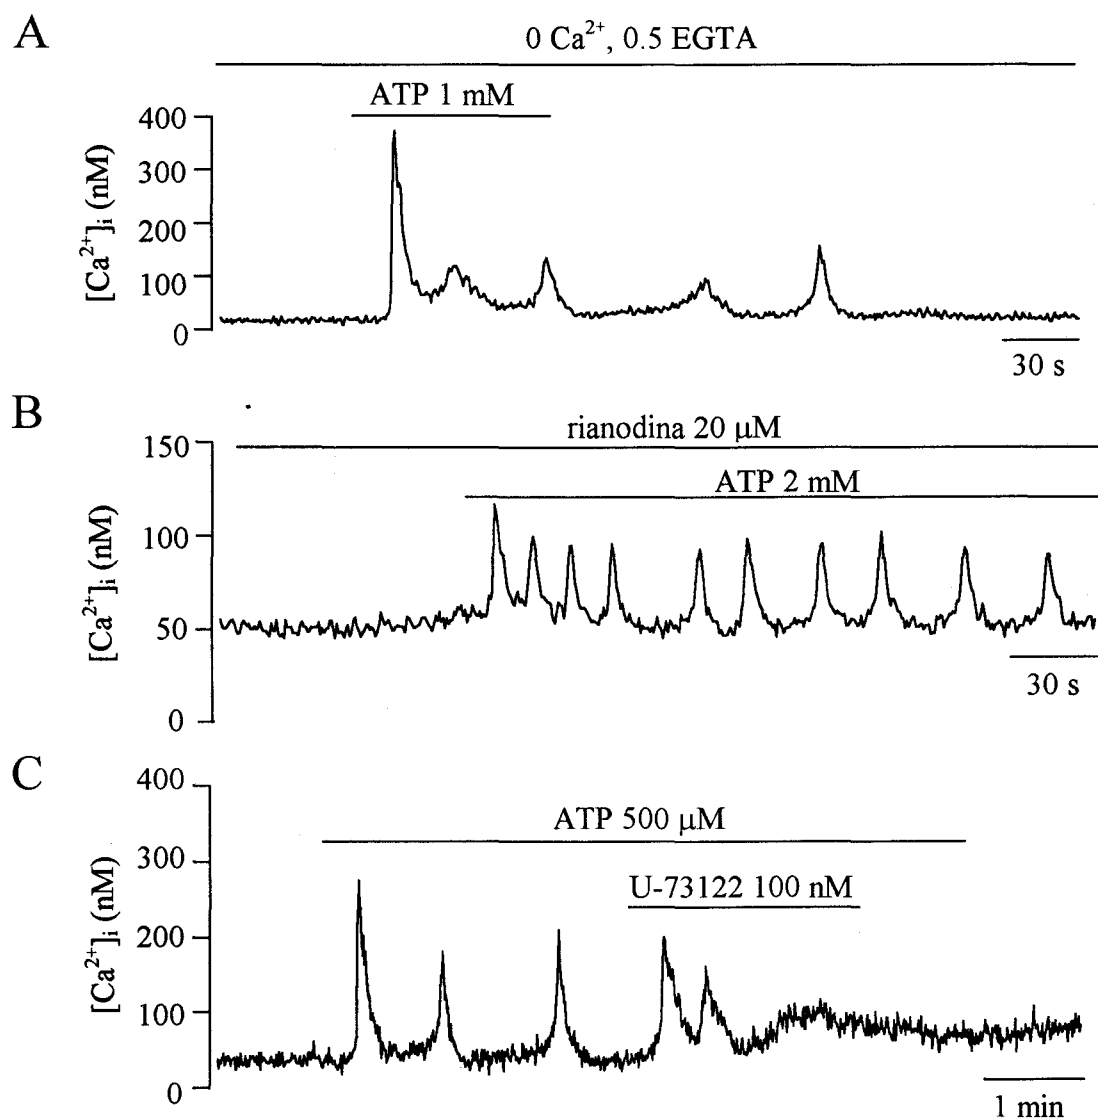 A
0 Ca²⁺, 0.5 EGTA
ATP 1 mM
400
300
200
100
0
[Ca²⁺]ᵢ (nM)
30 s
B
rianodina 20 μM
ATP 2 mM
150
100
50
0
[Ca²⁺]ᵢ (nM)
30 s
C
ATP 500 μM
U-73122 100 nM
400
300
200
100
0
[Ca²⁺]ᵢ (nM)
1 min